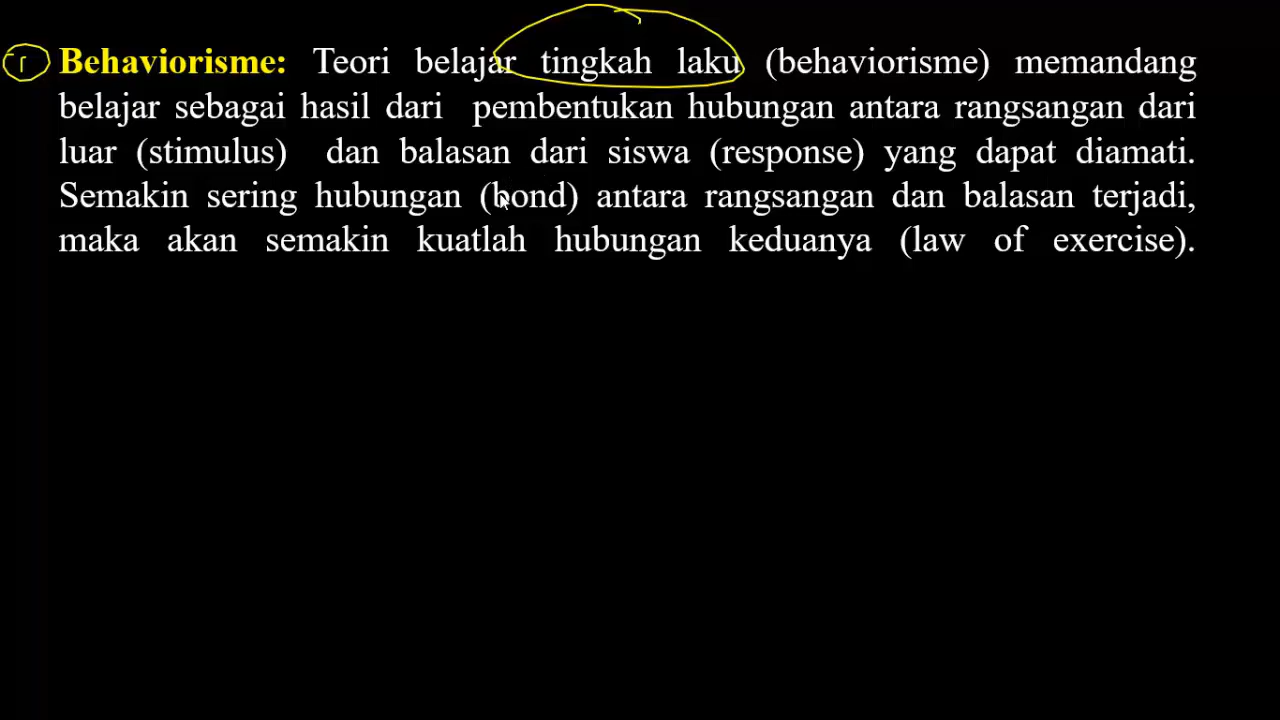 Behaviorisme: Teori belajar tingkah laku (behaviorisme) memandang
belajar sebagai hasil dari pembentukan hubungan antara rangsangan dari
luar (stimulus) dan balasan dari siswa (response) yang dapat diamati.
Semakin sering hubungan (bond) antara rangsangan dan balasan terjadi,
maka akan semakin kuatlah hubungan keduanya (law of exercise).